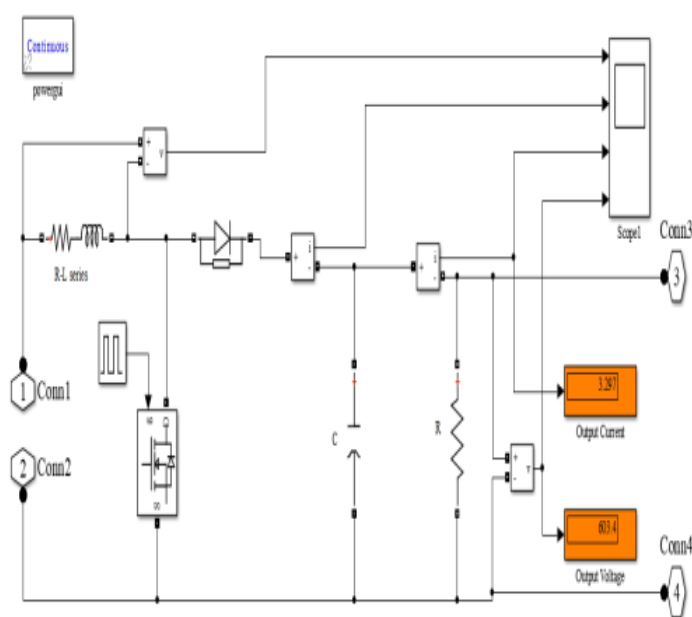 Continuous
powergui
+
-
v
Scope1
Conn3
3
R-L series
+
i
-
+
i
-
1
Conn1
2
Conn2
g
D
S
C
R
3.297
Output Current
+
-
v
603.4
Output Voltage
Conn4
4